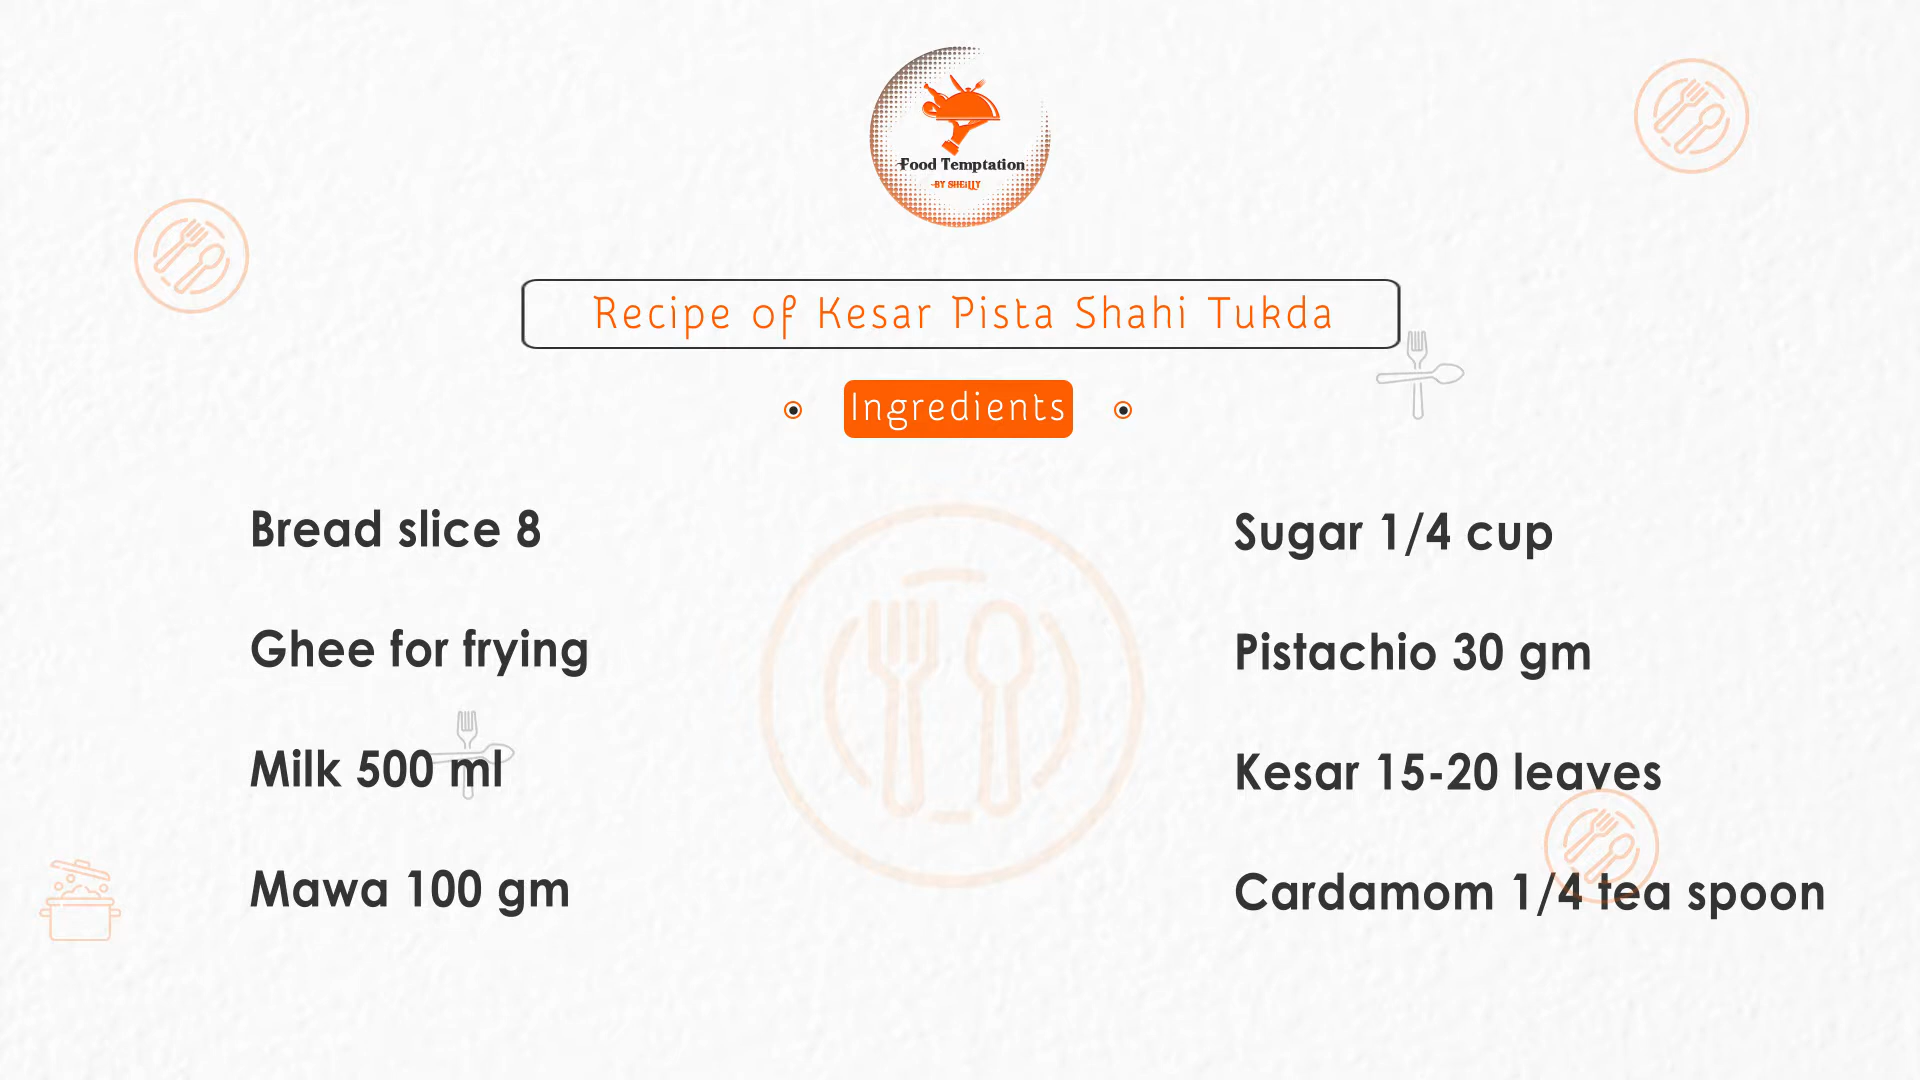 Food Temptation
-BY SHEILLY
Recipe of Kesar Pista Shahi Tukda
Ingredients
Bread slice 8
Ghee for frying
Milk 500 ml
Mawa 100 gm
Sugar 1/4 cup
Pistachio 30 gm
Kesar 15-20 leaves
Cardamom 1/4 tea spoon